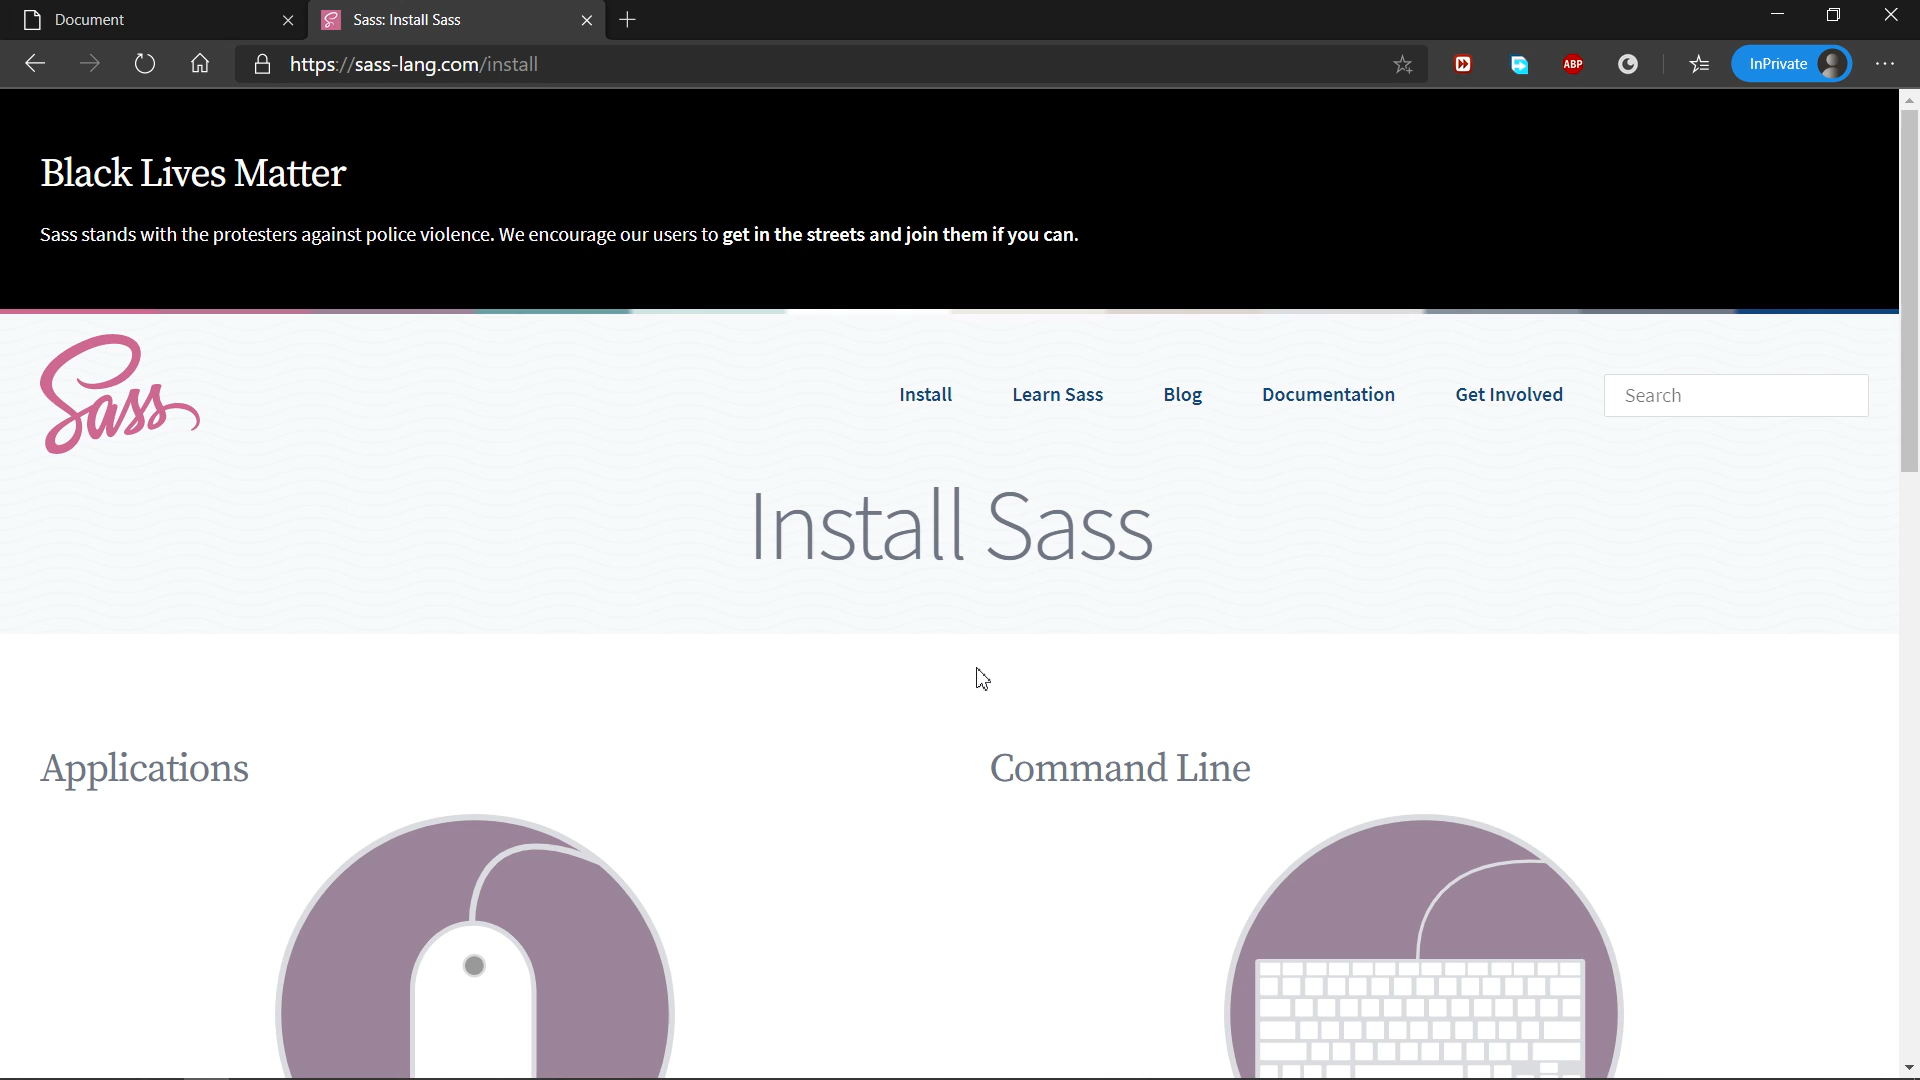 Document
Sass: Install Sass
https://sass-lang.com/install
ABP
InPrivate
Black Lives Matter
Sass stands with the protesters against police violence. We encourage our users to get in the streets and join them if you can.
Sass
Install
Learn Sass
Blog
Documentation
Get Involved
Search
Install Sass
Applications
Command Line